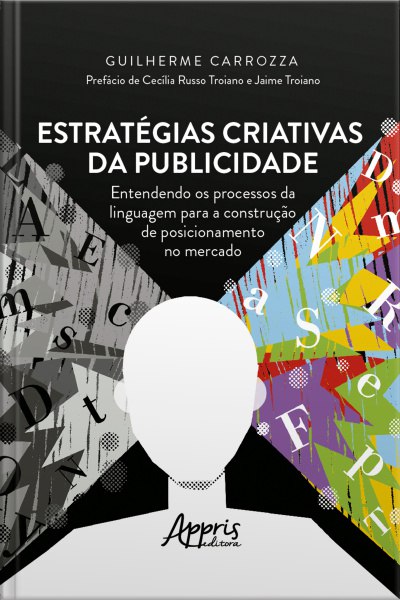 GUILHERME CARROZZA
Prefácio de Cecília Russo Troiano e Jaime Troiano
ESTRATÉGIAS CRIATIVAS
DA PUBLICIDADE
Entendendo os processos da
linguagem para a construção
de posicionamento
no mercado
D
A
E
N
m
m
c
a
R
s
S
e
D
t
E
p
N
T
y
Appris
editora